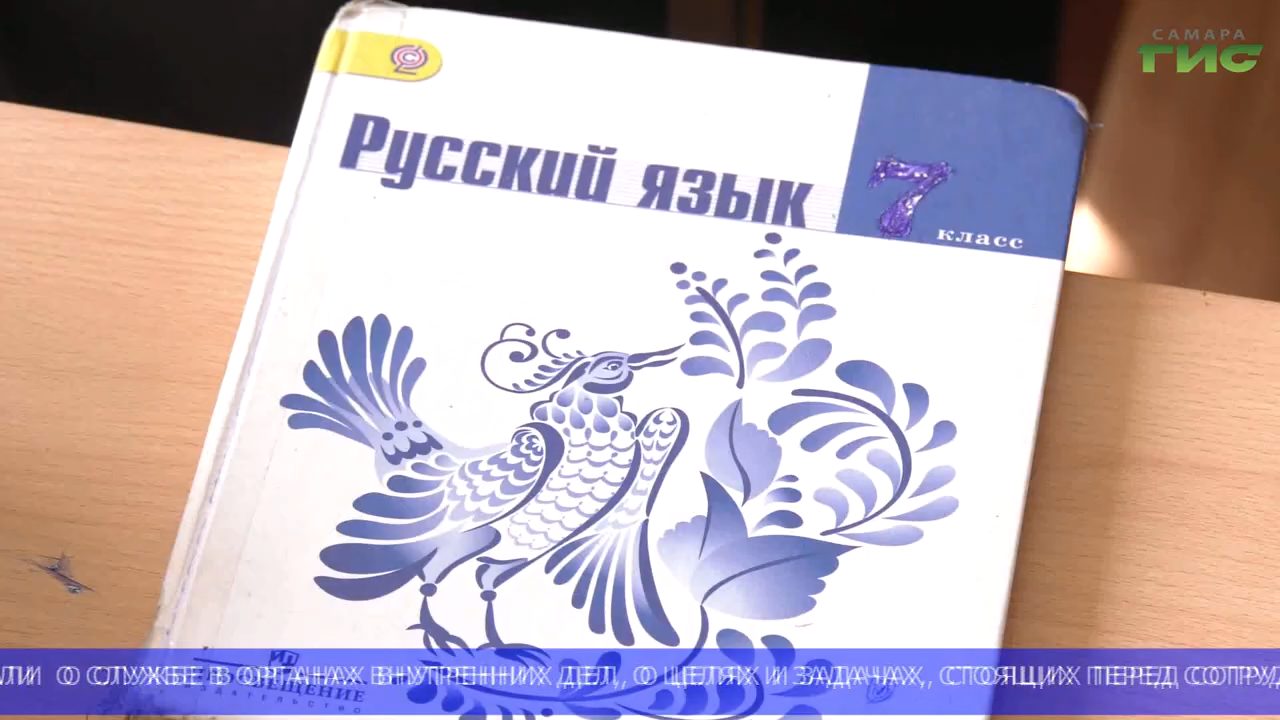 САМАРА
ГИС
Русский язык
7
класс
О СЛУЖБЕ В ОРГАНАХ ВНУТРЕННИХ ДЕЛ, О ЦЕЛЯХ И ЗАДАЧАХ, СТОЯЩИХ ПЕРЕД